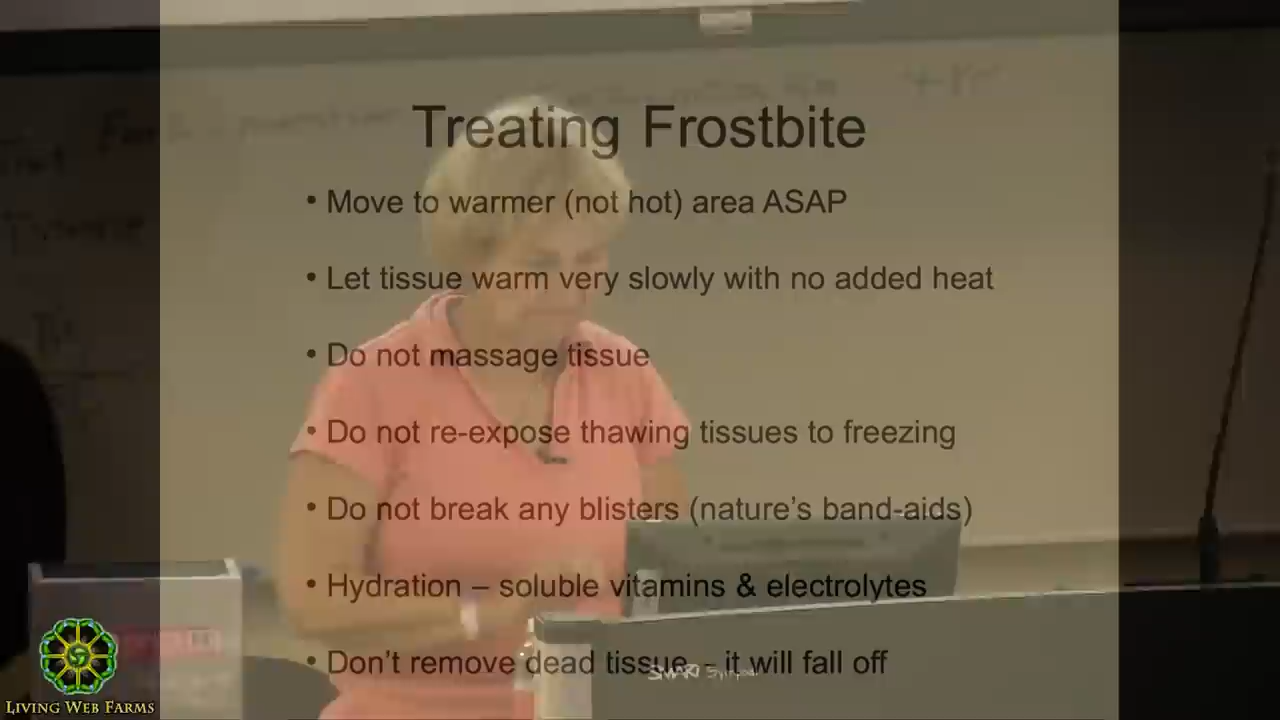 Treating Frostbite
• Move to warmer (not hot) area ASAP
• Let tissue warm very slowly with no added heat
• Do not massage tissue
• Do not re-expose thawing tissues to freezing
• Do not break any blisters (nature's band-aids)
• Hydration – soluble vitamins & electrolytes
• Don't remove dead tissue – it will fall off
SMART Sympodium
LIVING WEB FARMS